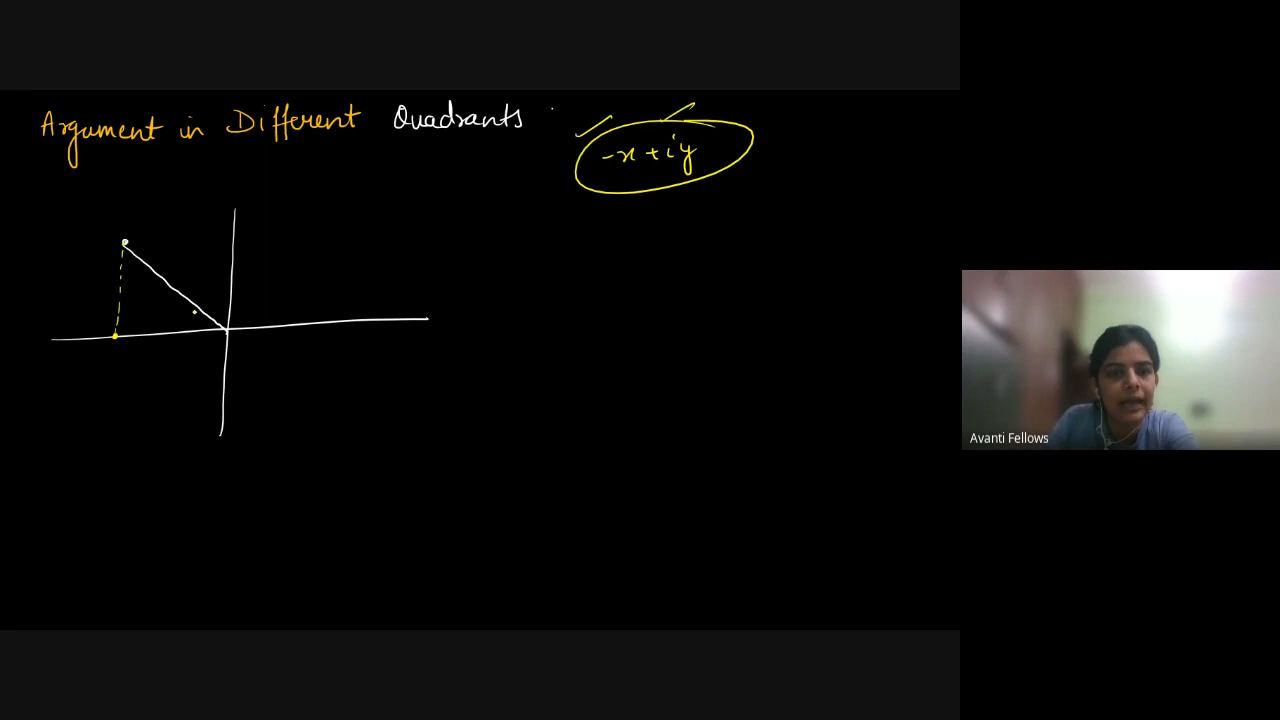 Argument in Different Quadrants
-x + iy
Avanti Fellows